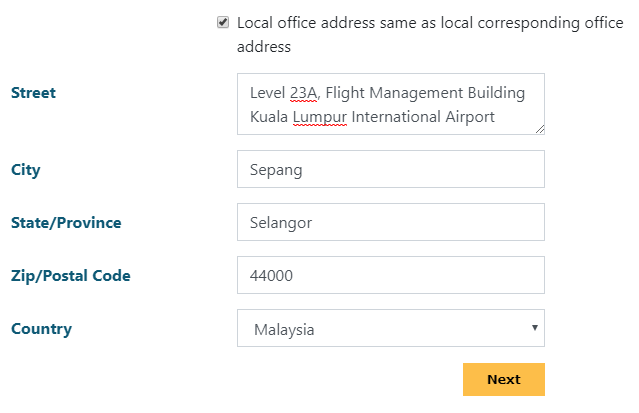 Local office address same as local corresponding office
address
Street
Level 23A, Flight Management Building
Kuala Lumpur International Airport
City
Sepang
State/Province
Selangor
Zip/Postal Code
44000
Country
Malaysia
Next